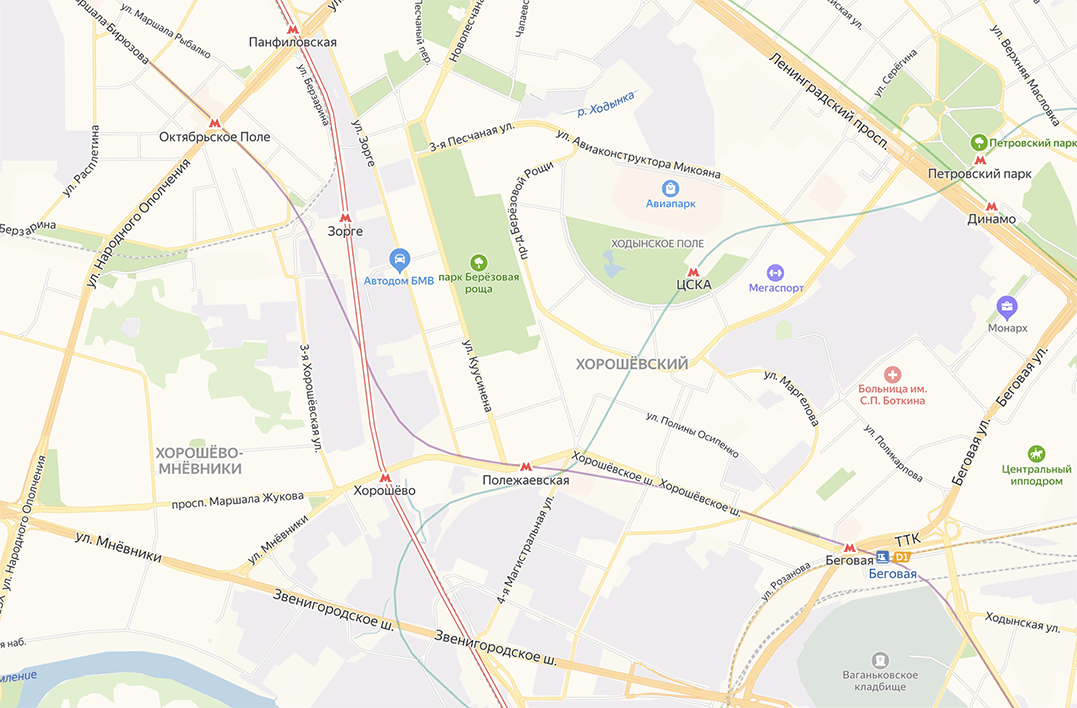 ул. Маршала Бирюзова
ул. Маршала Рыбалко
Панфиловская
ул. Берзарина
Новопесчаная
Чапаевс
Песчаный пер.
Ленинградский просп.
ул. Серёгина
ул. Верхняя Масловка
Октябрьское Поле
ул. Зорге
3-я Песчаная ул.
р. Ходынка
ул. Авиаконструктора Микояна
Петровский парк
Петровский парк
ул. Расплетина
ул. Народного Ополчения
пр-д Берёзовой Рощи
Авиапарк
Динамо
Берзарина
Зорге
ХОДЫНСКОЕ ПОЛЕ
Автодом БМВ
парк Берёзовая
роща
ЦСКА
Мегаспорт
Монарх
3-я Хорошёвская ул.
ул. Куусинена
ХОРОШЁВСКИЙ
ул. Маргелова
Больница им.
С.П. Боткина
Беговая ул.
Беговая ул.
ул. Полины Осипенко
ул. Поликарпова
ХОРОШЁВО-
МНЁВНИКИ
Центральный
ипподром
Хорошёво
Полежаевская
Хорошёвское ш.
Хорошёвское ш.
просп. Маршала Жукова
ул. Мнёвники
ул. Народного Ополчения
ул. Мнёвники
4-я Магистральная ул.
ТТК
Беговая
D1
Беговая
ул. Розанова
Звенигородское ш.
Звенигородское ш.
Ходынская ул.
я наб.
Ваганьковское
кладбище